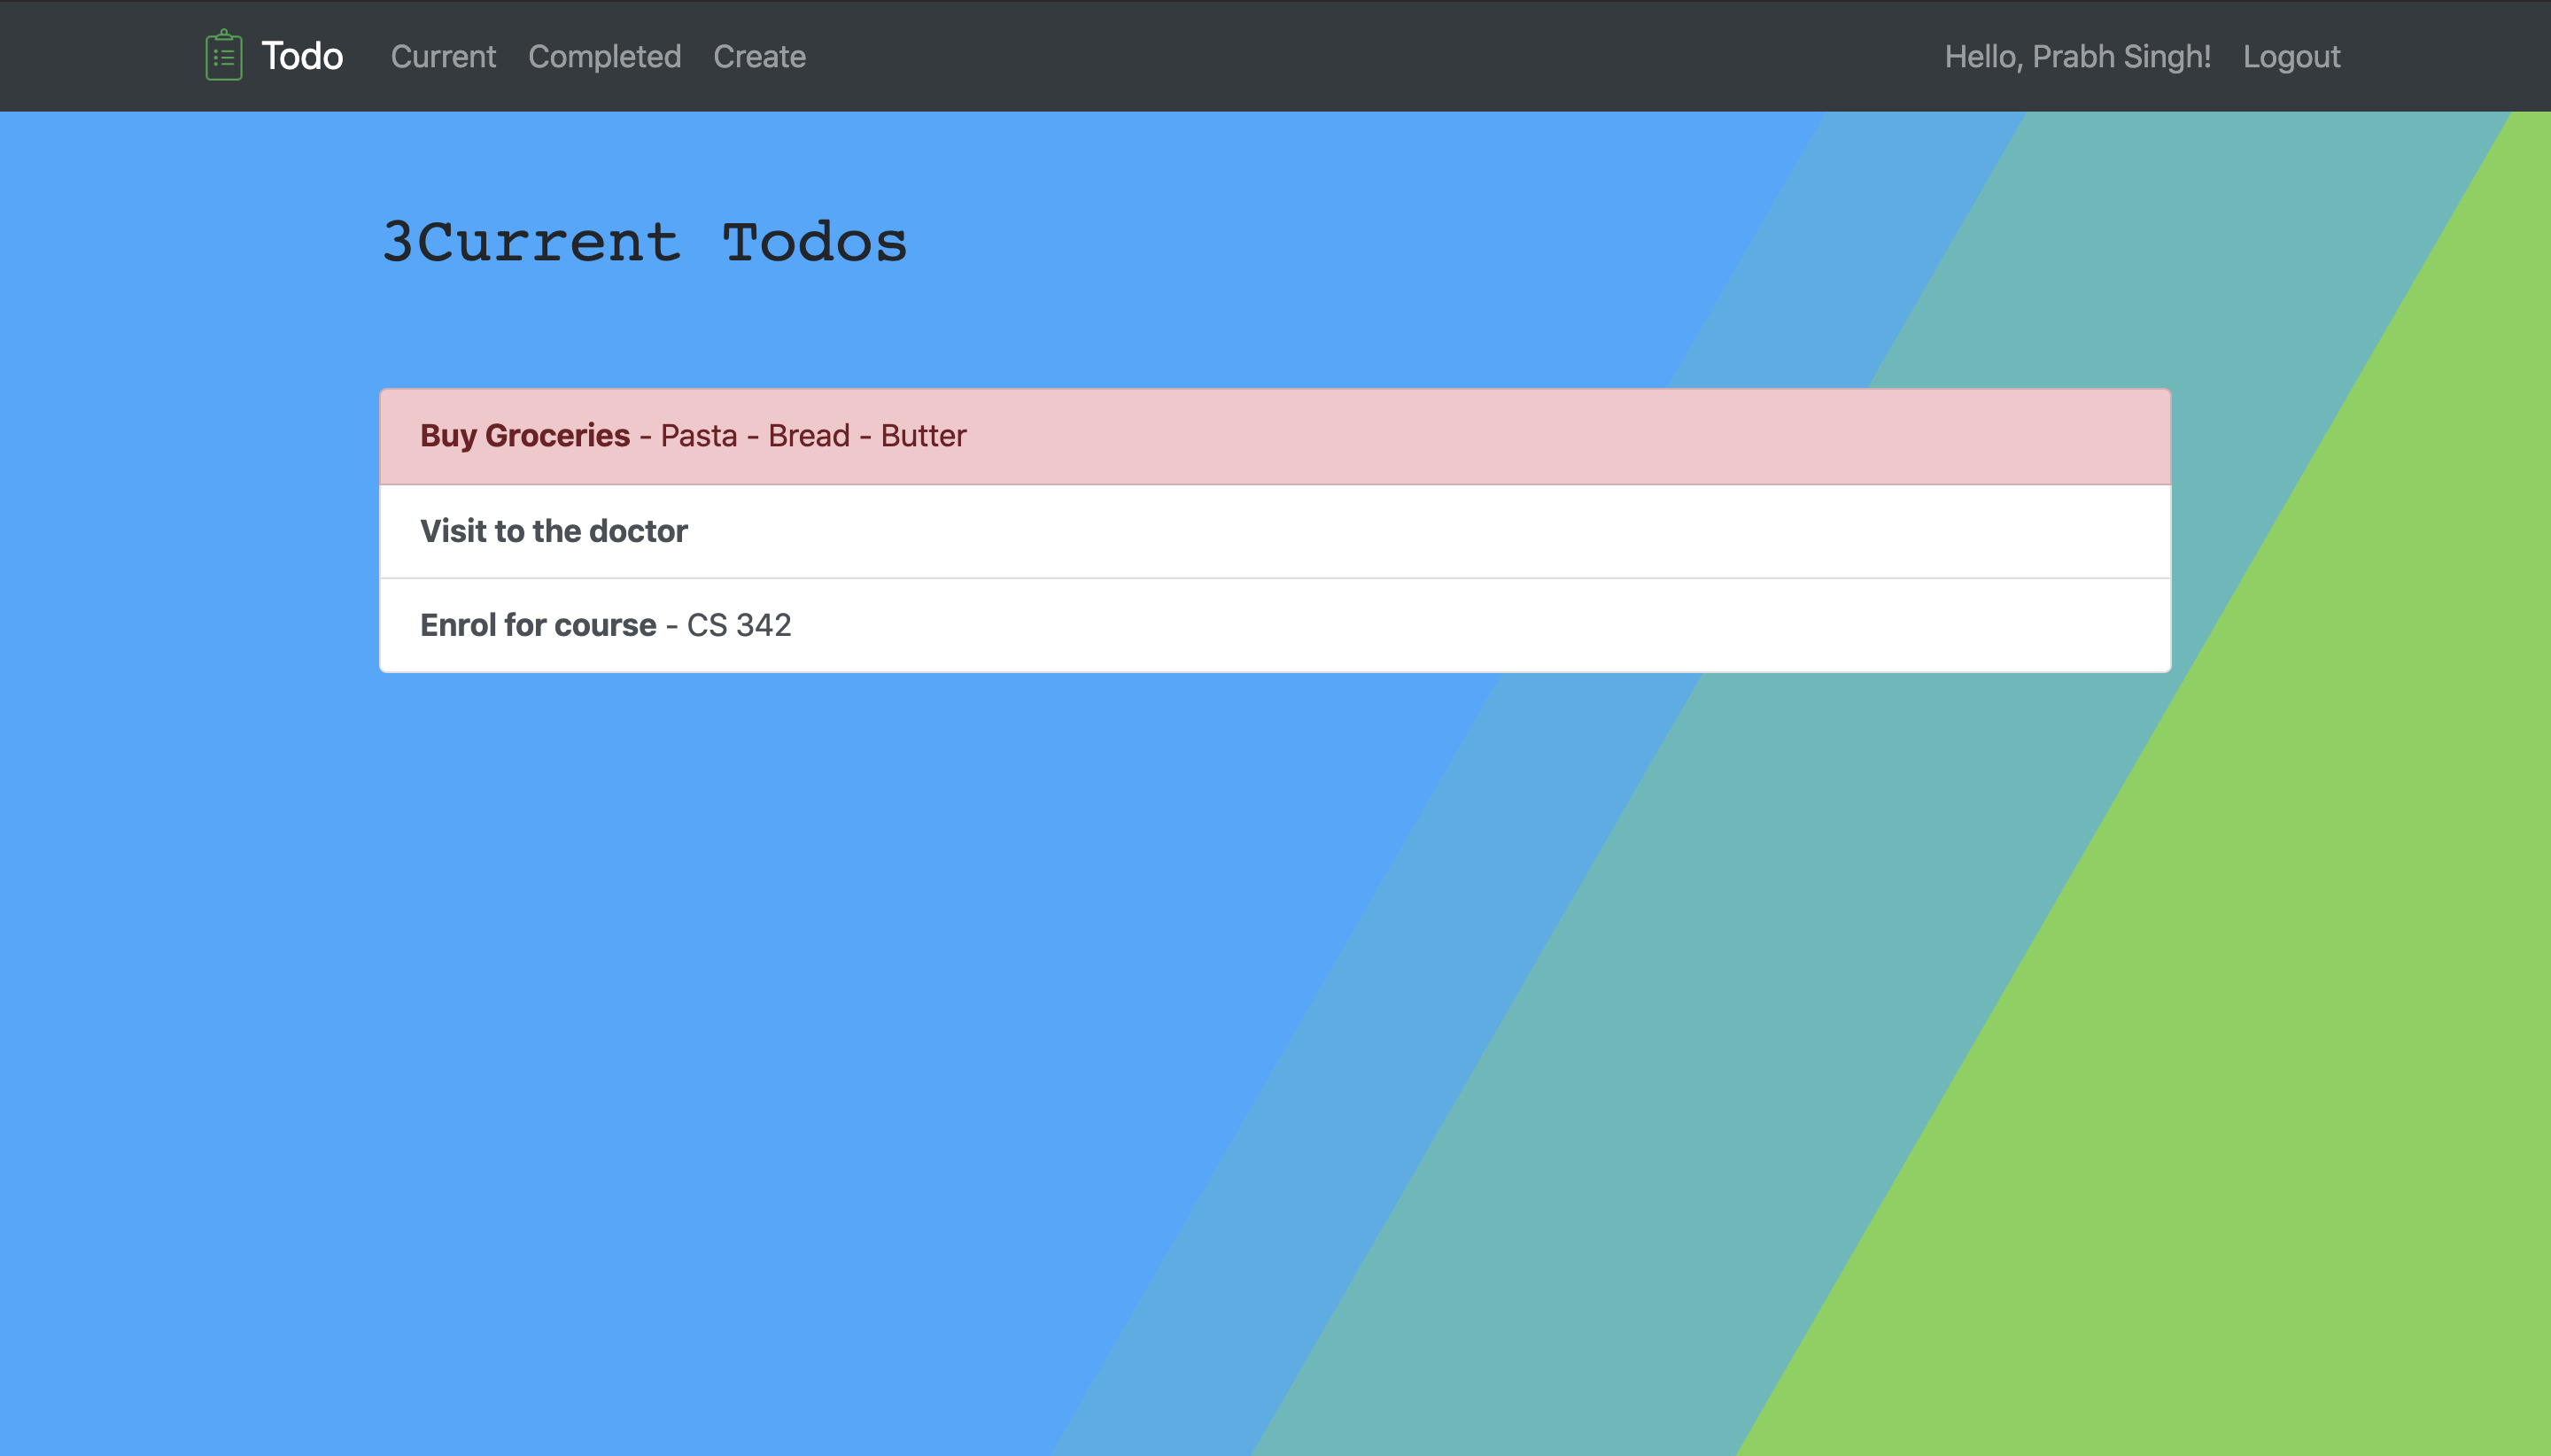 Todo Current Completed Create Hello, Prabh Singh! Logout
3Current Todos
Buy Groceries - Pasta - Bread - Butter
Visit to the doctor
Enrol for course - CS 342